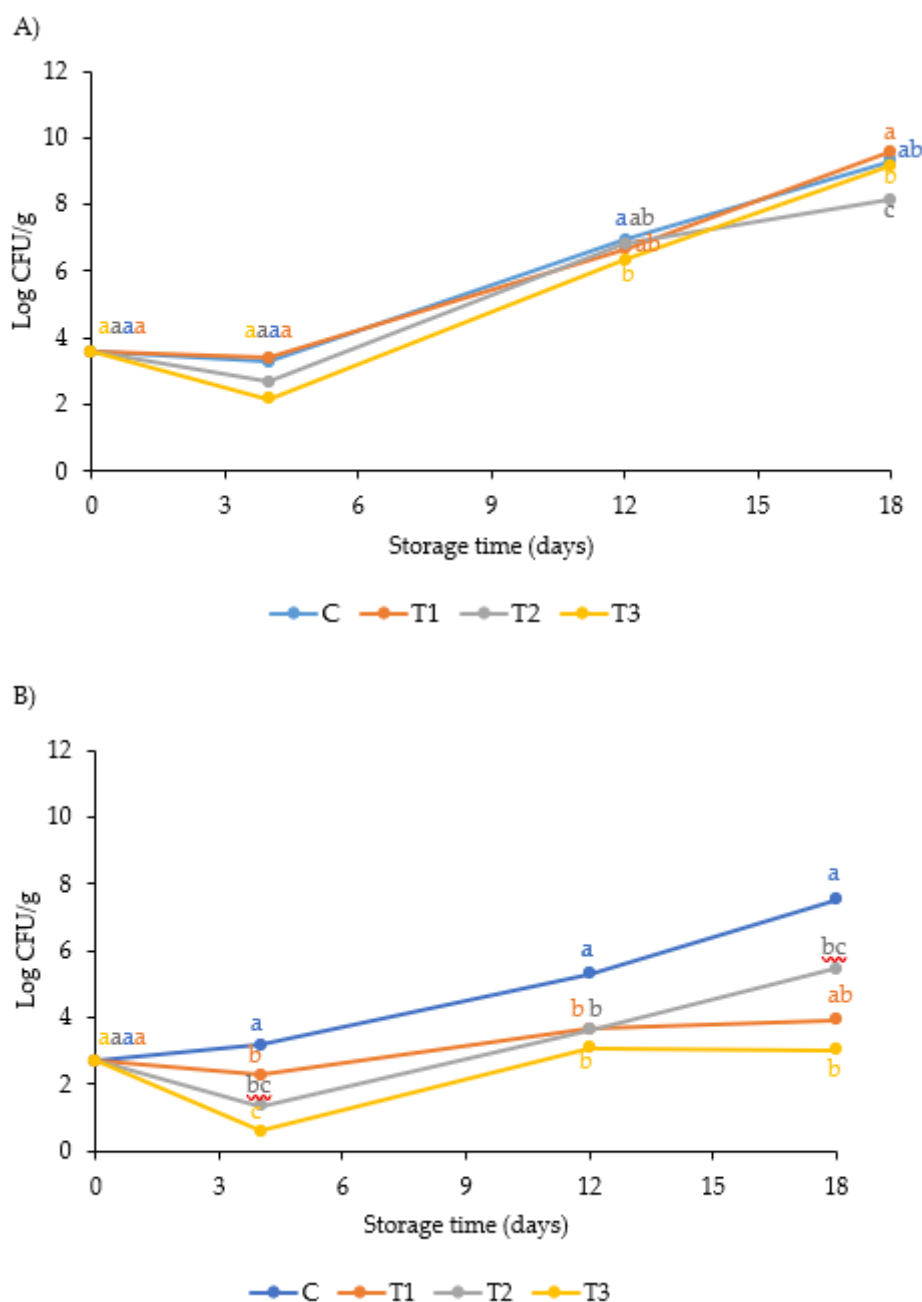 A)
12
a
10
ab
b
8
a ab
c
ab
6
b
Log CFU/g
aaaa
aaaa
4
2
0
0 3 6 9 12 15 18
Storage time (days)
C T1 T2 T3
B)
12
10
a
8
a
bc
6
Log CFU/g
ab
a
b b
4
aaaa
b
b
b
bc
2
c
0
0 3 6 9 12 15 18
Storage time (days)
C T1 T2 T3